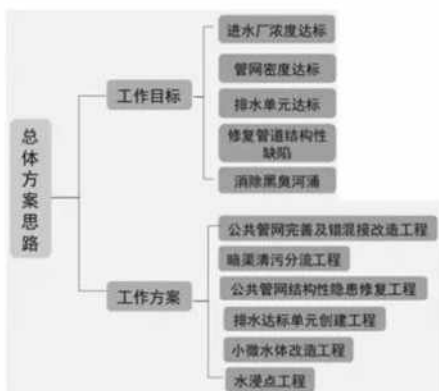 总体方案思路
工作目标
进水厂浓度达标
管网密度达标
排水单元达标
修复管道结构性
缺陷
消除黑臭河涌
工作方案
公共管网完善及错混接改造工程
暗渠清污分流工程
公共管网结构性隐患修复工程
排水达标单元创建工程
小微水体改造工程
水浸点工程